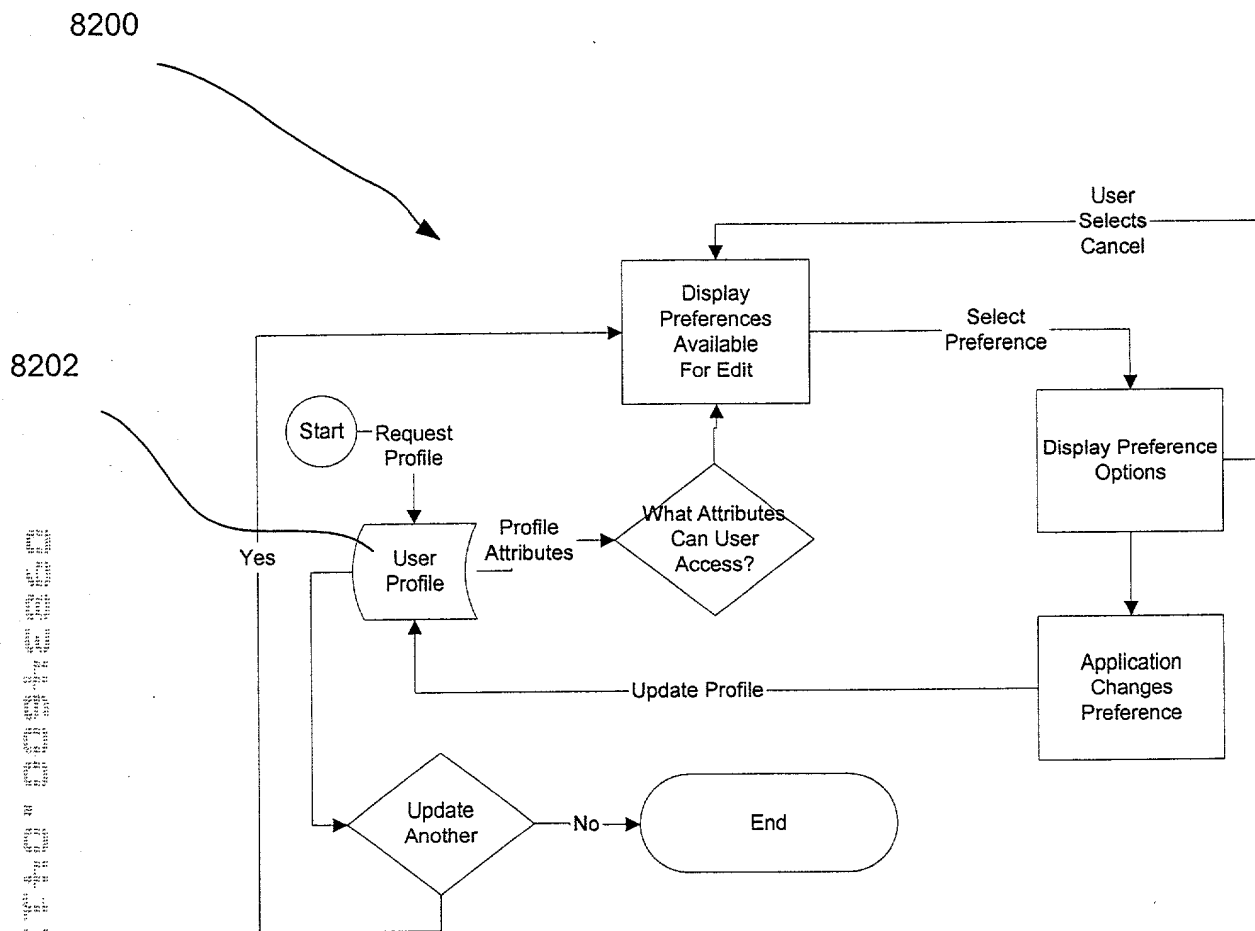 8200
User
Selects
Cancel
Display
Preferences
Available
For Edit
Select
Preference
8202
Start
Request
Profile
Display Preference
Options
What Attributes
Can User
Access?
Profile
Attributes
User
Profile
Yes
Application
Changes
Preference
Update Profile
Update
Another
No
End